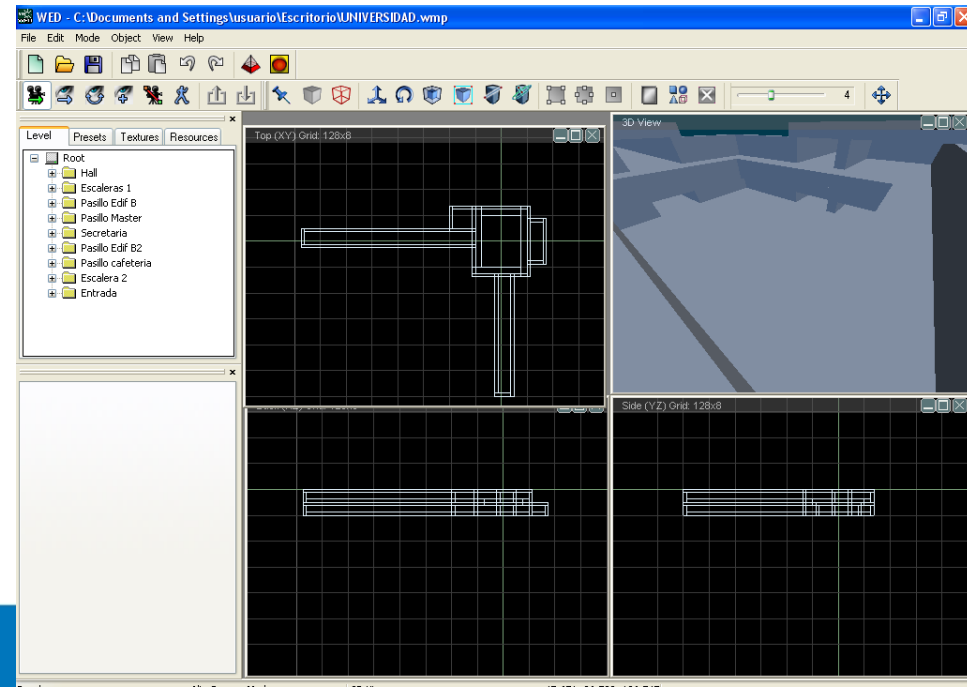 WED - C:\Documents and Settings\usuario\Escritorio\UNIVERSIDAD.wmp
File Edit Mode Object View Help
4
Level Presets Textures Resources
Root
Hall
Escaleras 1
Pasillo Edif B
Pasillo Master
Secretaria
Pasillo Edif B2
Pasillo cafeteria
Escalera 2
Entrada
Top (XY) Grid: 128x8
3D View
Side (YZ) Grid: 128x8